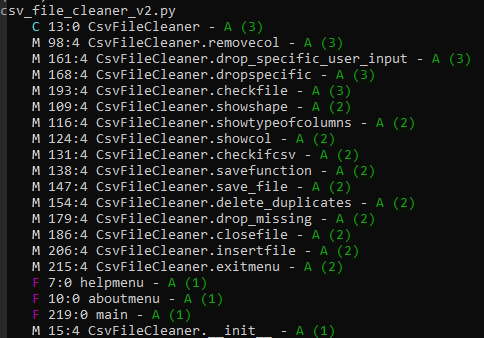 csv_file_cleaner_v2.py
C 13:0 CsvFileCleaner - A (3)
M 98:4 CsvFileCleaner.removecol - A (3)
M 161:4 CsvFileCleaner.drop_specific_user_input - A (3)
M 168:4 CsvFileCleaner.dropspecific - A (3)
M 193:4 CsvFileCleaner.checkfile - A (3)
M 109:4 CsvFileCleaner.showshape - A (2)
M 116:4 CsvFileCleaner.showtypeofcolumns - A (2)
M 124:4 CsvFileCleaner.showcol - A (2)
M 131:4 CsvFileCleaner.checkifcsv - A (2)
M 138:4 CsvFileCleaner.savefunction - A (2)
M 147:4 CsvFileCleaner.save_file - A (2)
M 154:4 CsvFileCleaner.delete_duplicates - A (2)
M 179:4 CsvFileCleaner.drop_missing - A (2)
M 186:4 CsvFileCleaner.closefile - A (2)
M 206:4 CsvFileCleaner.insertfile - A (2)
M 215:4 CsvFileCleaner.exitmenu - A (2)
F 7:0 helpmenu - A (1)
F 10:0 aboutmenu - A (1)
F 219:0 main - A (1)
M 15:4 CsvFileCleaner.__init__ - A (1)